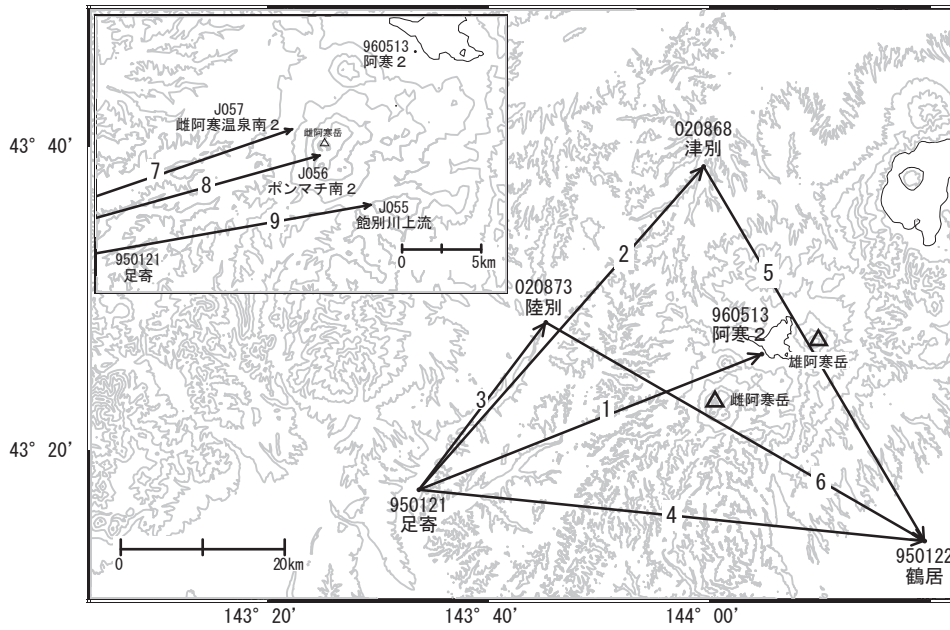 960513
阿寒2
J057
雌阿寒温泉南2
雌阿寒岳
7
8
J056
ポンマチ南2
9
J055
飽別川上流
950121
足寄
0 5km
43° 40'
020868
津別
2
5
020873
陸別
960513
阿寒2
雄阿寒岳
3
1
雌阿寒岳
43° 20'
6
950121
足寄
4
950122
鶴居
0 20km
143° 20' 143° 40' 144° 00'